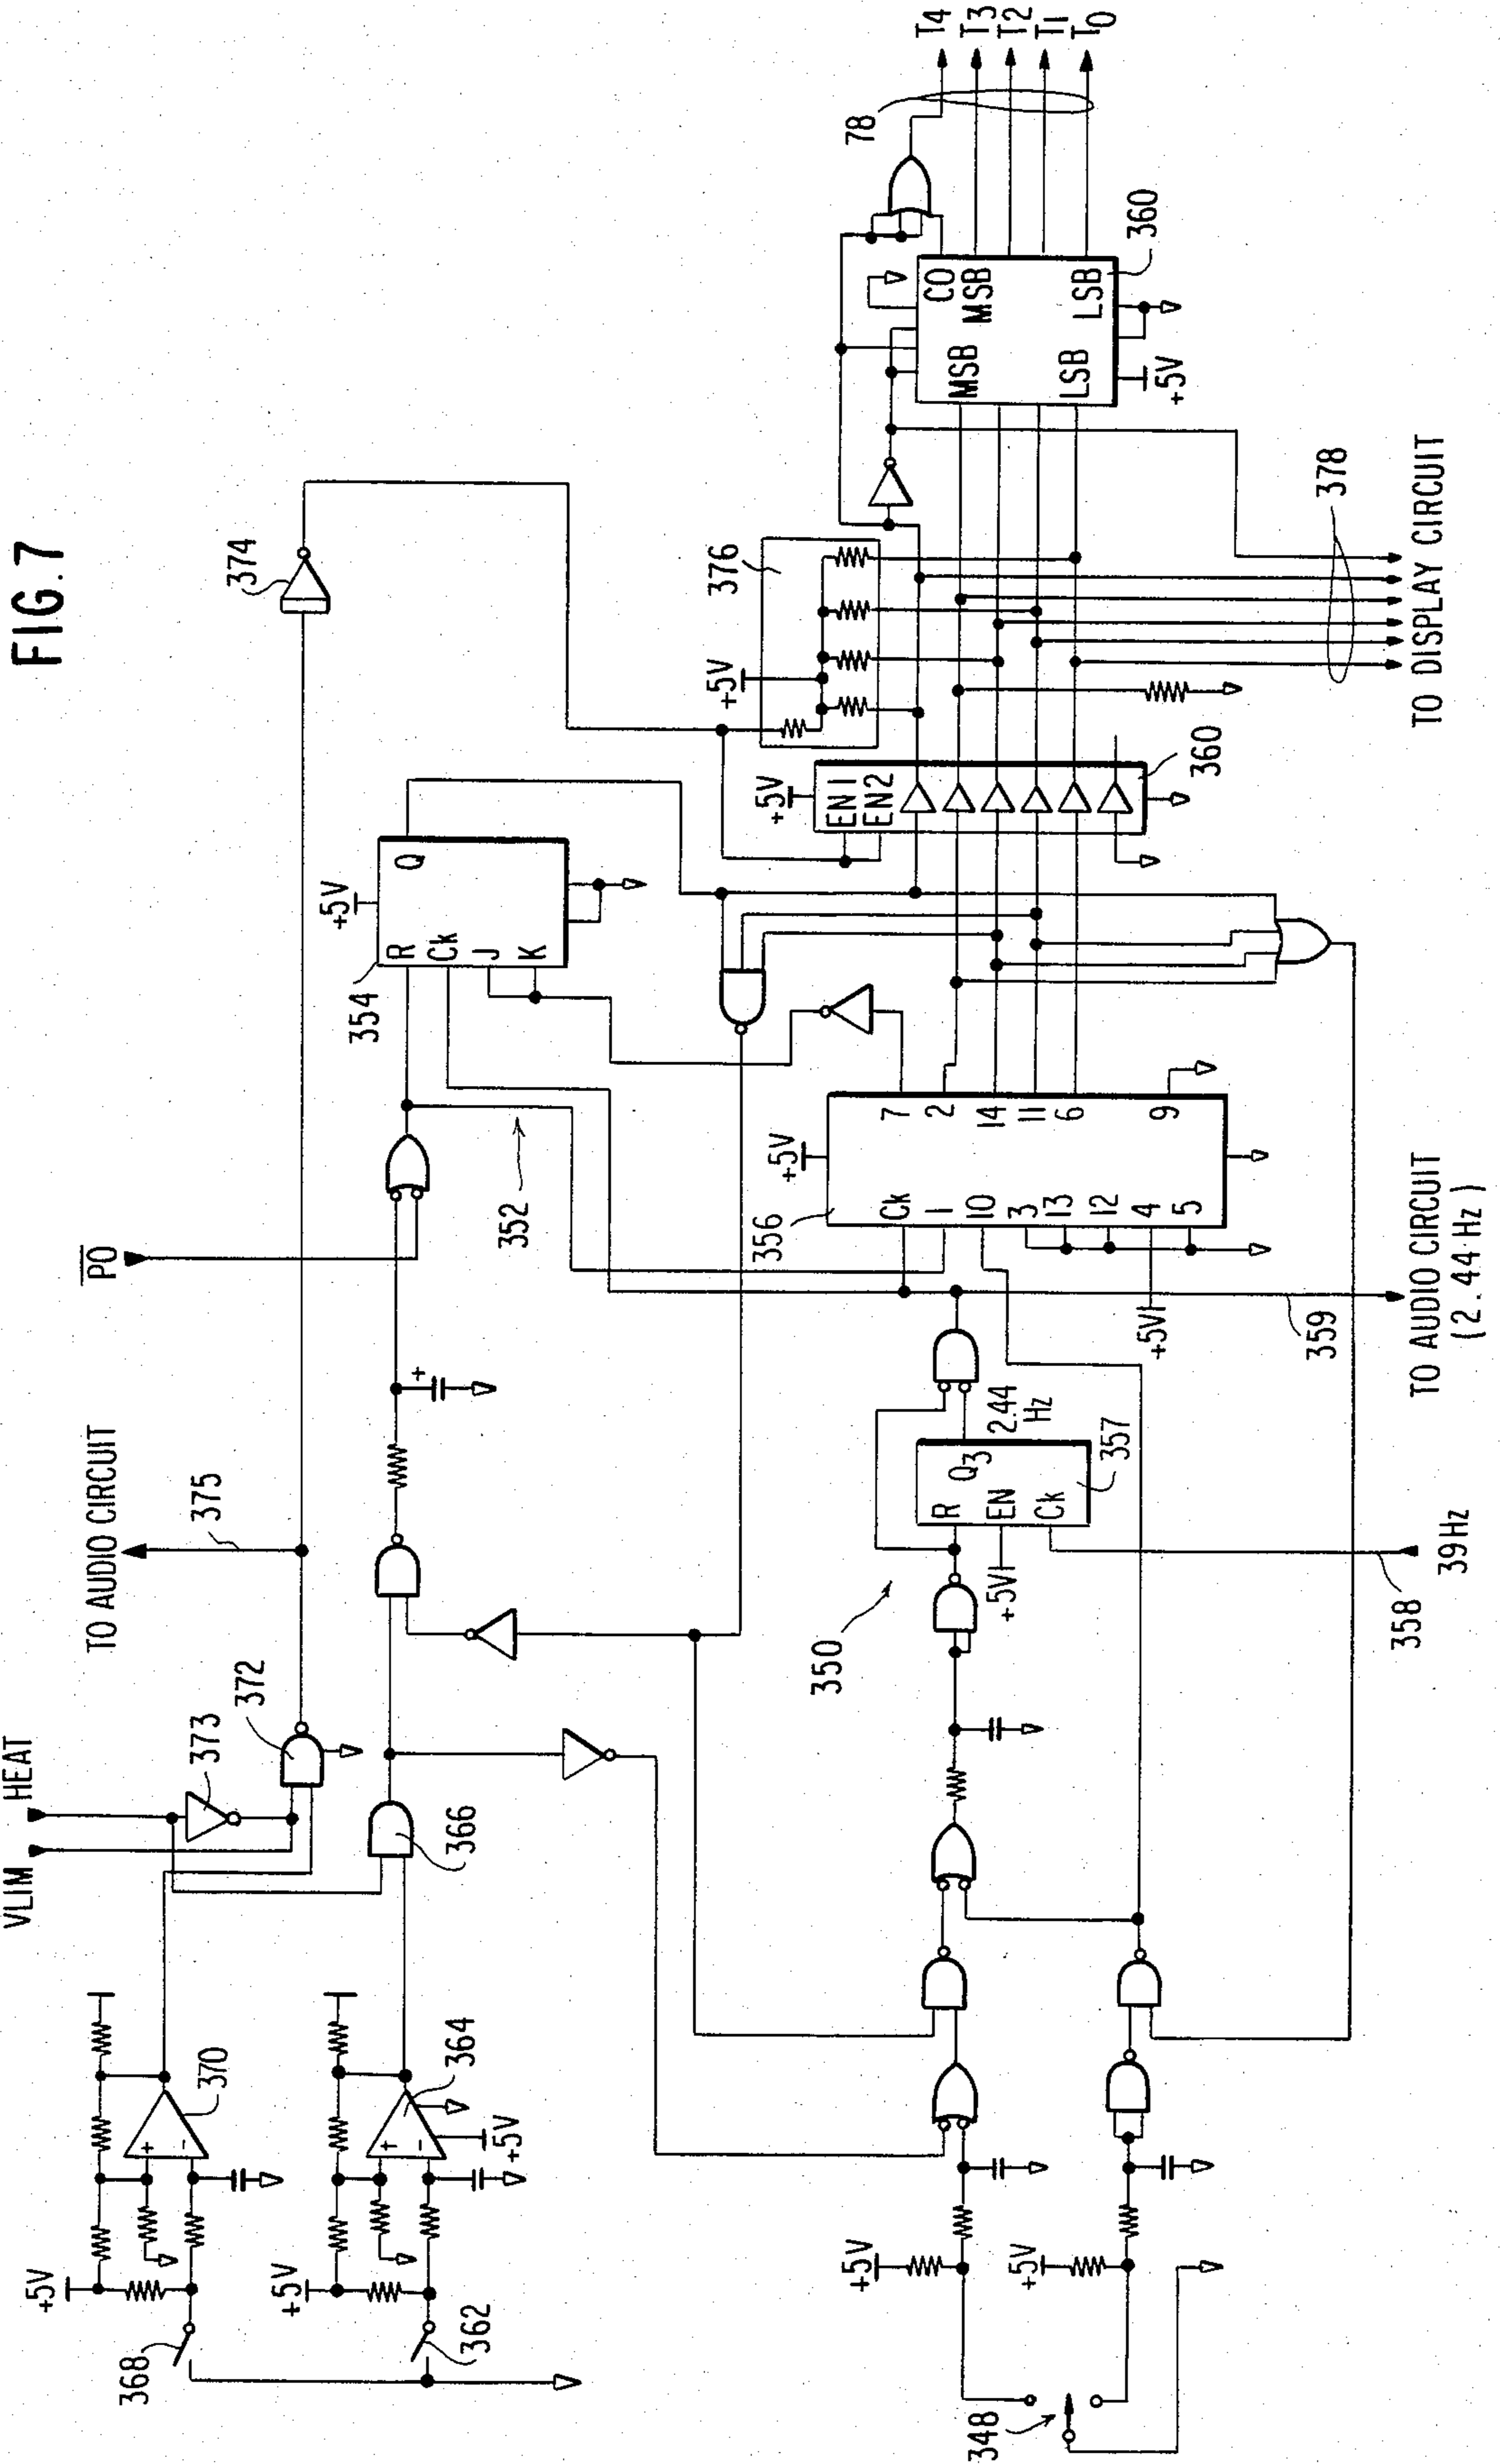 FIG.7
VLIM
HEAT
TO AUDIO CIRCUIT
375
P0
374
373
372
+5V
368
370
+5V
362
364
+5V
366
352
+5V
354
R
Ck
J
K
Q
376
+5V
+5V
EN1
EN2
360
78
T4
T3
T2
T1
T0
CO
MSB
MSB
LSB
LSB
+5V
360
378
TO DISPLAY CIRCUIT
+5V
356
Ck
1
10
3
13
12
4
5
7
2
14
11
6
9
+5V
359
TO AUDIO CIRCUIT
(2.44 Hz)
350
R
EN
Ck
Q3
2.44
Hz
357
+5V
358
39Hz
+5V
+5V
348